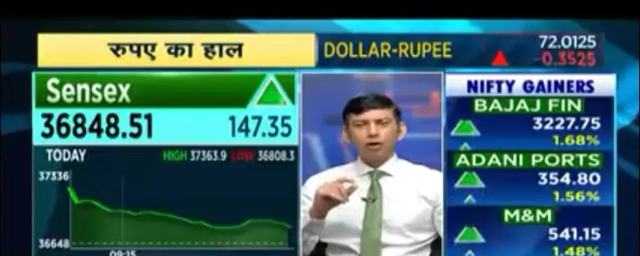 रुपए का हाल
DOLLAR-RUPEE
72.0125
-0.3525
Sensex
36848.51
147.35
TODAY
HIGH 37363.9 LOW 36808.3
37336
36648
09:15
NIFTY GAINERS
BAJAJ FIN
3227.75
1.68%
ADANI PORTS
354.80
1.56%
M&M
541.15
1.48%